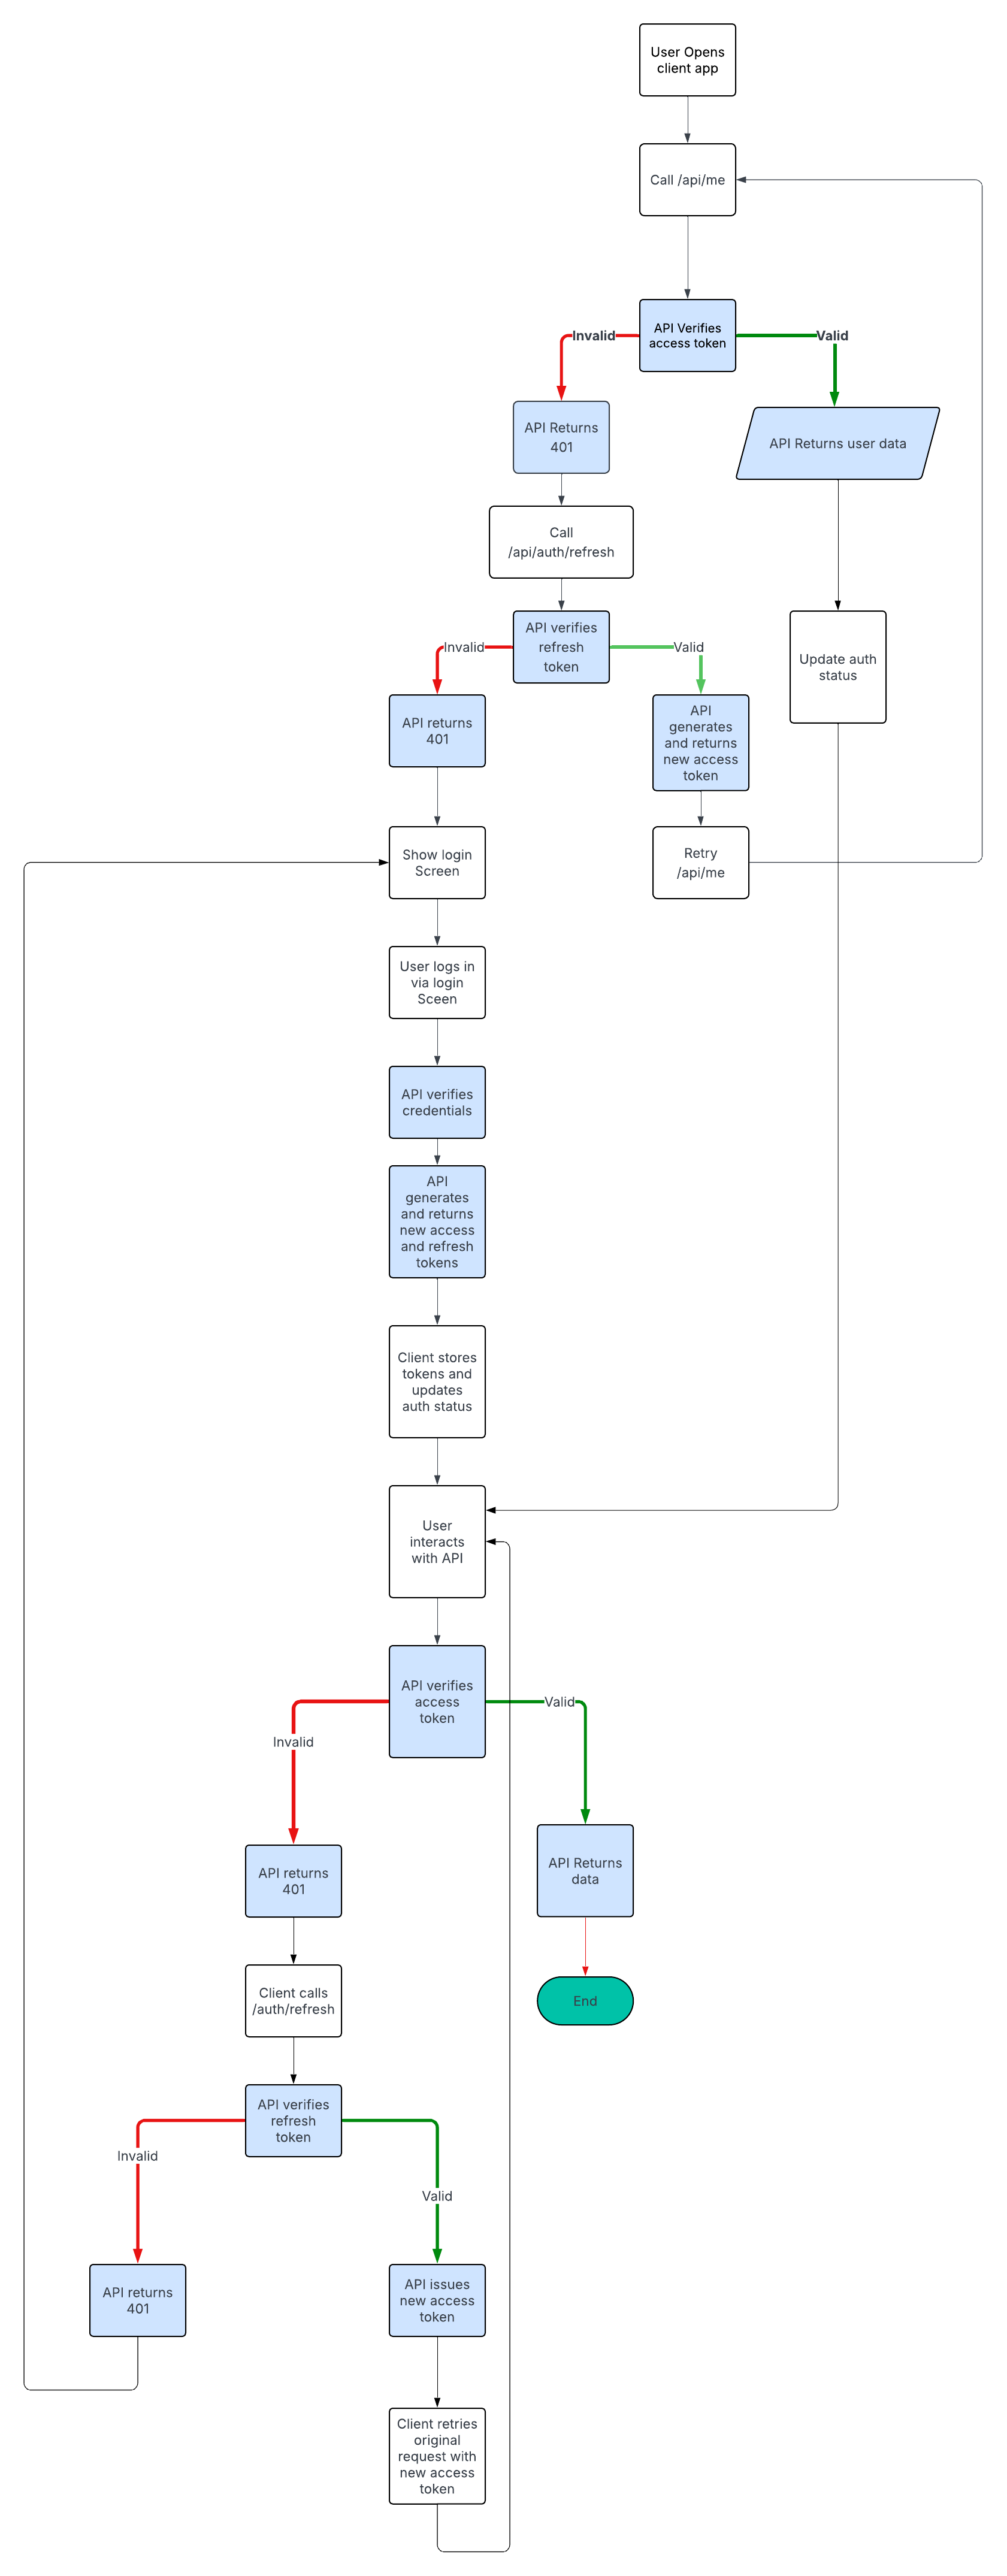 User Opens
client app
Call /api/me
API Verifies
access token
Invalid
Valid
API Returns
401
API Returns user data
Call
/api/auth/refresh
API verifies
refresh
token
Invalid
Valid
Update auth
status
API returns
401
API
generates
and returns
new access
token
Show login
Screen
Retry
/api/me
User logs in
via login
Sceen
API verifies
credentials
API
generates
and returns
new access
and refresh
tokens
Client stores
tokens and
updates
auth status
User
interacts
with API
API verifies
access
token
Valid
Invalid
API returns
401
API Returns
data
Client calls
/auth/refresh
End
API verifies
refresh
token
Invalid
Valid
API returns
401
API issues
new access
token
Client retries
original
request with
new access
token